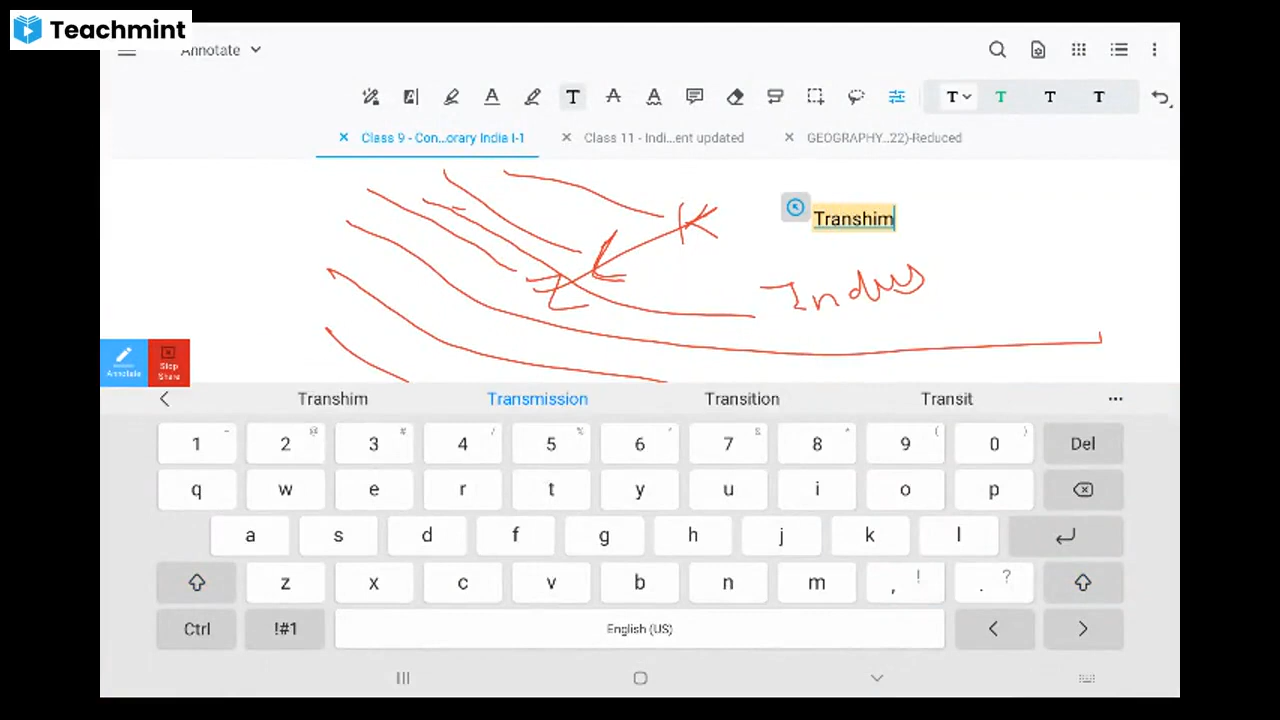 Teachmint
Annotate
T T T T
Class 9 - Con...orary India I-1
Class 11 - Indi...ent updated
GEOGRAPHY...22)-Reduced
K
Transhim
Z
Indus
Annotate
Stop
Share
Transhim Transmission Transition Transit
1 2 @ 3 # 4 / 5 % 6 ^ 7 & 8 * 9 ( 0 ) Del
q w e r t y u i o p
a s d f g h j k l
z x c v b n m , ! . ?
Ctrl !#1 English (US) < >